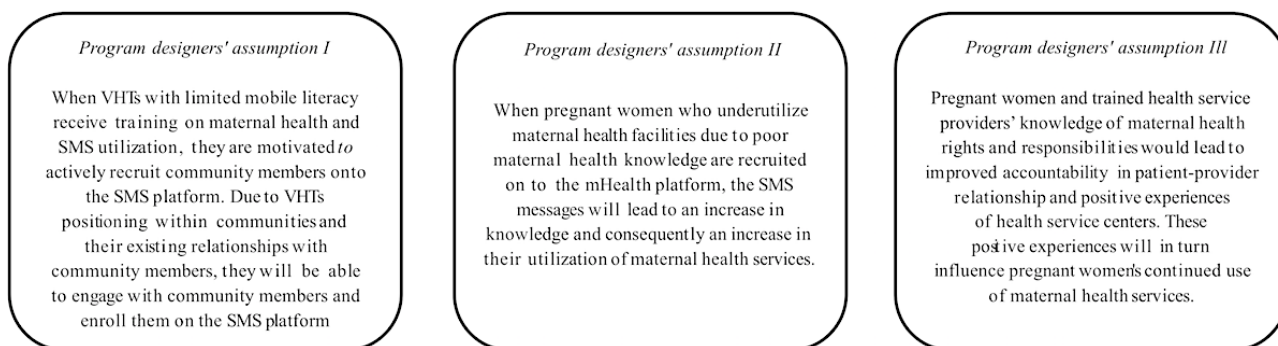 Program designers' assumption I
When VHTs with limited mobile literacy
receive training on maternal health and
SMS utilization, they are motivated to
actively recruit community members onto
the SMS platform. Due to VHTs
positioning within communities and
their existing relationships with
community members, they will be able
to engage with community members and
enroll them on the SMS platform
Program designers' assumption II
When pregnant women who underutilize
maternal health facilities due to poor
maternal health knowledge are recruited
on to the mHealth platform, the SMS
messages will lead to an increase in
knowledge and consequently an increase in
their utilization of maternal health services.
Program designers' assumption Ill
Pregnant women and trained health service
providers' knowledge of maternal health
rights and responsibilities would lead to
improved accountability in patient-provider
relationship and positive experiences
of health service centers. These
positive experiences will in turn
influence pregnant women's continued use
of maternal health services.